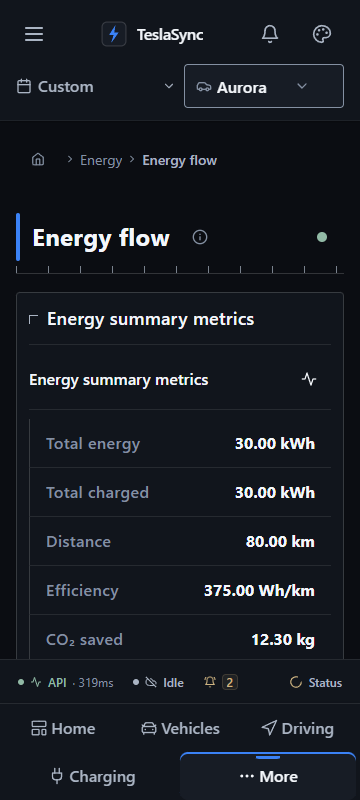 TeslaSync
Custom
Aurora
Energy
Energy flow
Energy flow
Energy summary metrics
Energy summary metrics
Total energy 30.00 kWh
Total charged 30.00 kWh
Distance 80.00 km
Efficiency 375.00 Wh/km
CO₂ saved 12.30 kg
API · 319ms Idle 2 Status
Home Vehicles Driving
Charging More